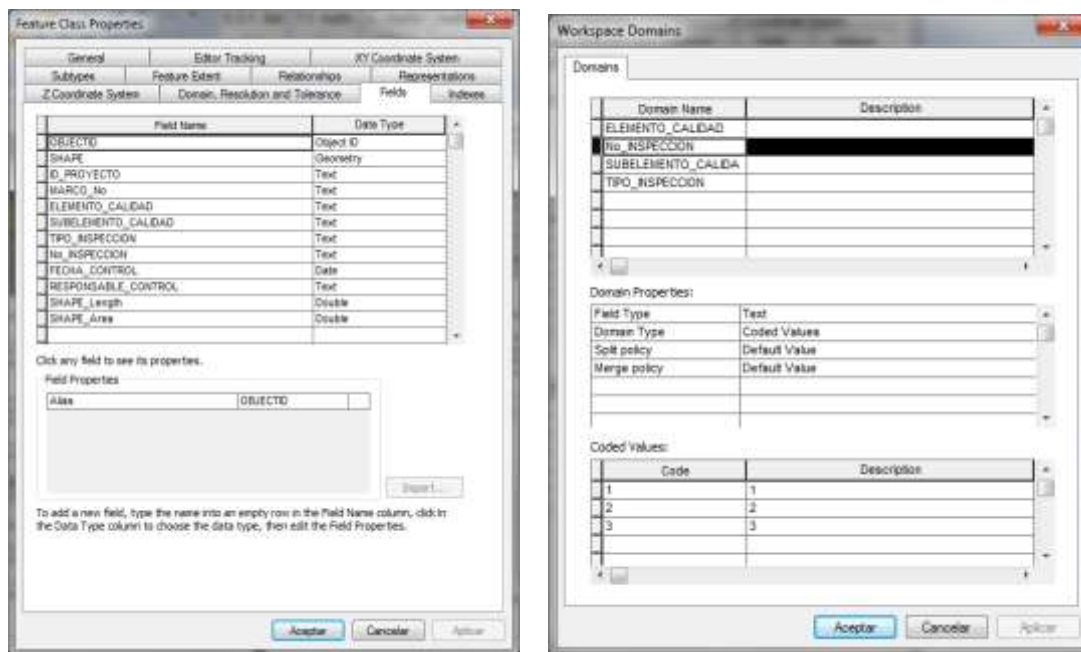 Feature Class Properties
General Editor Tracking XY Coordinate System
Subtypes Feature Extent Relationships Representations
Z Coordinate System Domain, Resolution and Tolerance Fields Indexes
Field Name Data Type
OBJECTID Object ID
SHAPE Geometry
ID_PROYECTO Text
MARCO_No Text
ELEMENTO_CALIDAD Text
SUBELEMENTO_CALIDAD Text
TIPO_INSPECCION Text
No_INSPECCION Text
FECHA_CONTROL Date
RESPONSABLE_CONTROL Text
SHAPE_Length Double
SHAPE_Area Double
Click any field to see its properties.
Field Properties
Alias OBJECTID
Import...
To add a new field, type the name into an empty row in the Field Name column, click in
the Data Type column to choose the data type, then edit the Field Properties.
Aceptar Cancelar Aplicar
Workspace Domains
Domains
Domain Name Description
ELEMENTO_CALIDAD
No_INSPECCION
SUBELEMENTO_CALIDA
TIPO_INSPECCION
Domain Properties:
Field Type Text
Domain Type Coded Values
Split policy Default Value
Merge policy Default Value
Coded Values:
Code Description
1 1
2 2
3 3
Aceptar Cancelar Aplicar